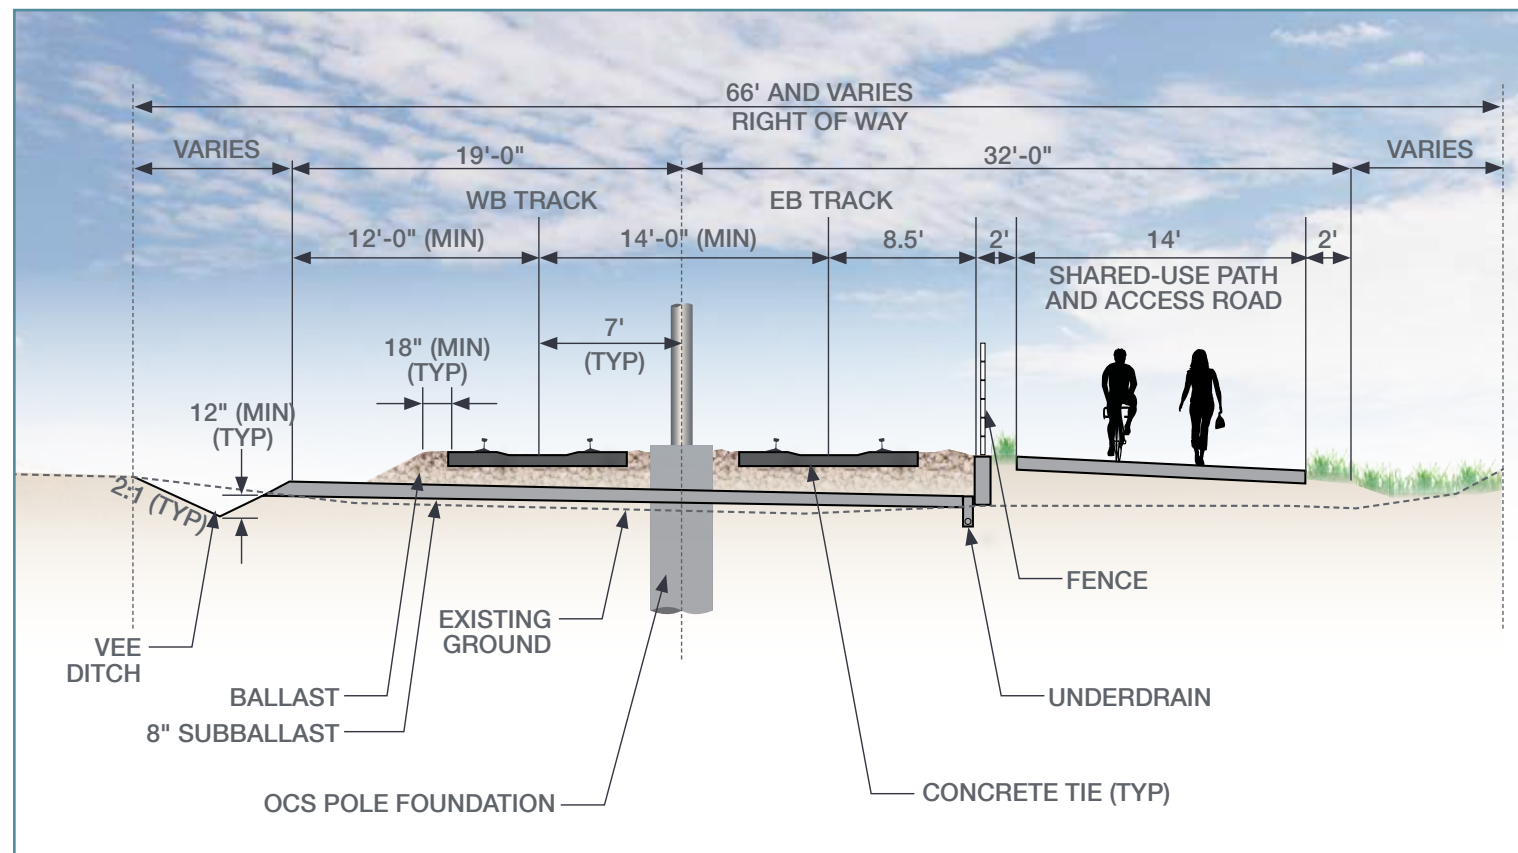 66' AND VARIES
RIGHT OF WAY
VARIES
19'-0"
32'-0"
VARIES
WB TRACK
EB TRACK
12'-0" (MIN)
14'-0" (MIN)
8.5'
2'
14'
2'
SHARED-USE PATH
AND ACCESS ROAD
7'
(TYP)
18" (MIN)
(TYP)
12" (MIN)
(TYP)
2:1 (TYP)
FENCE
EXISTING
GROUND
VEE
DITCH
BALLAST
UNDERDRAIN
8" SUBBALLAST
OCS POLE FOUNDATION
CONCRETE TIE (TYP)